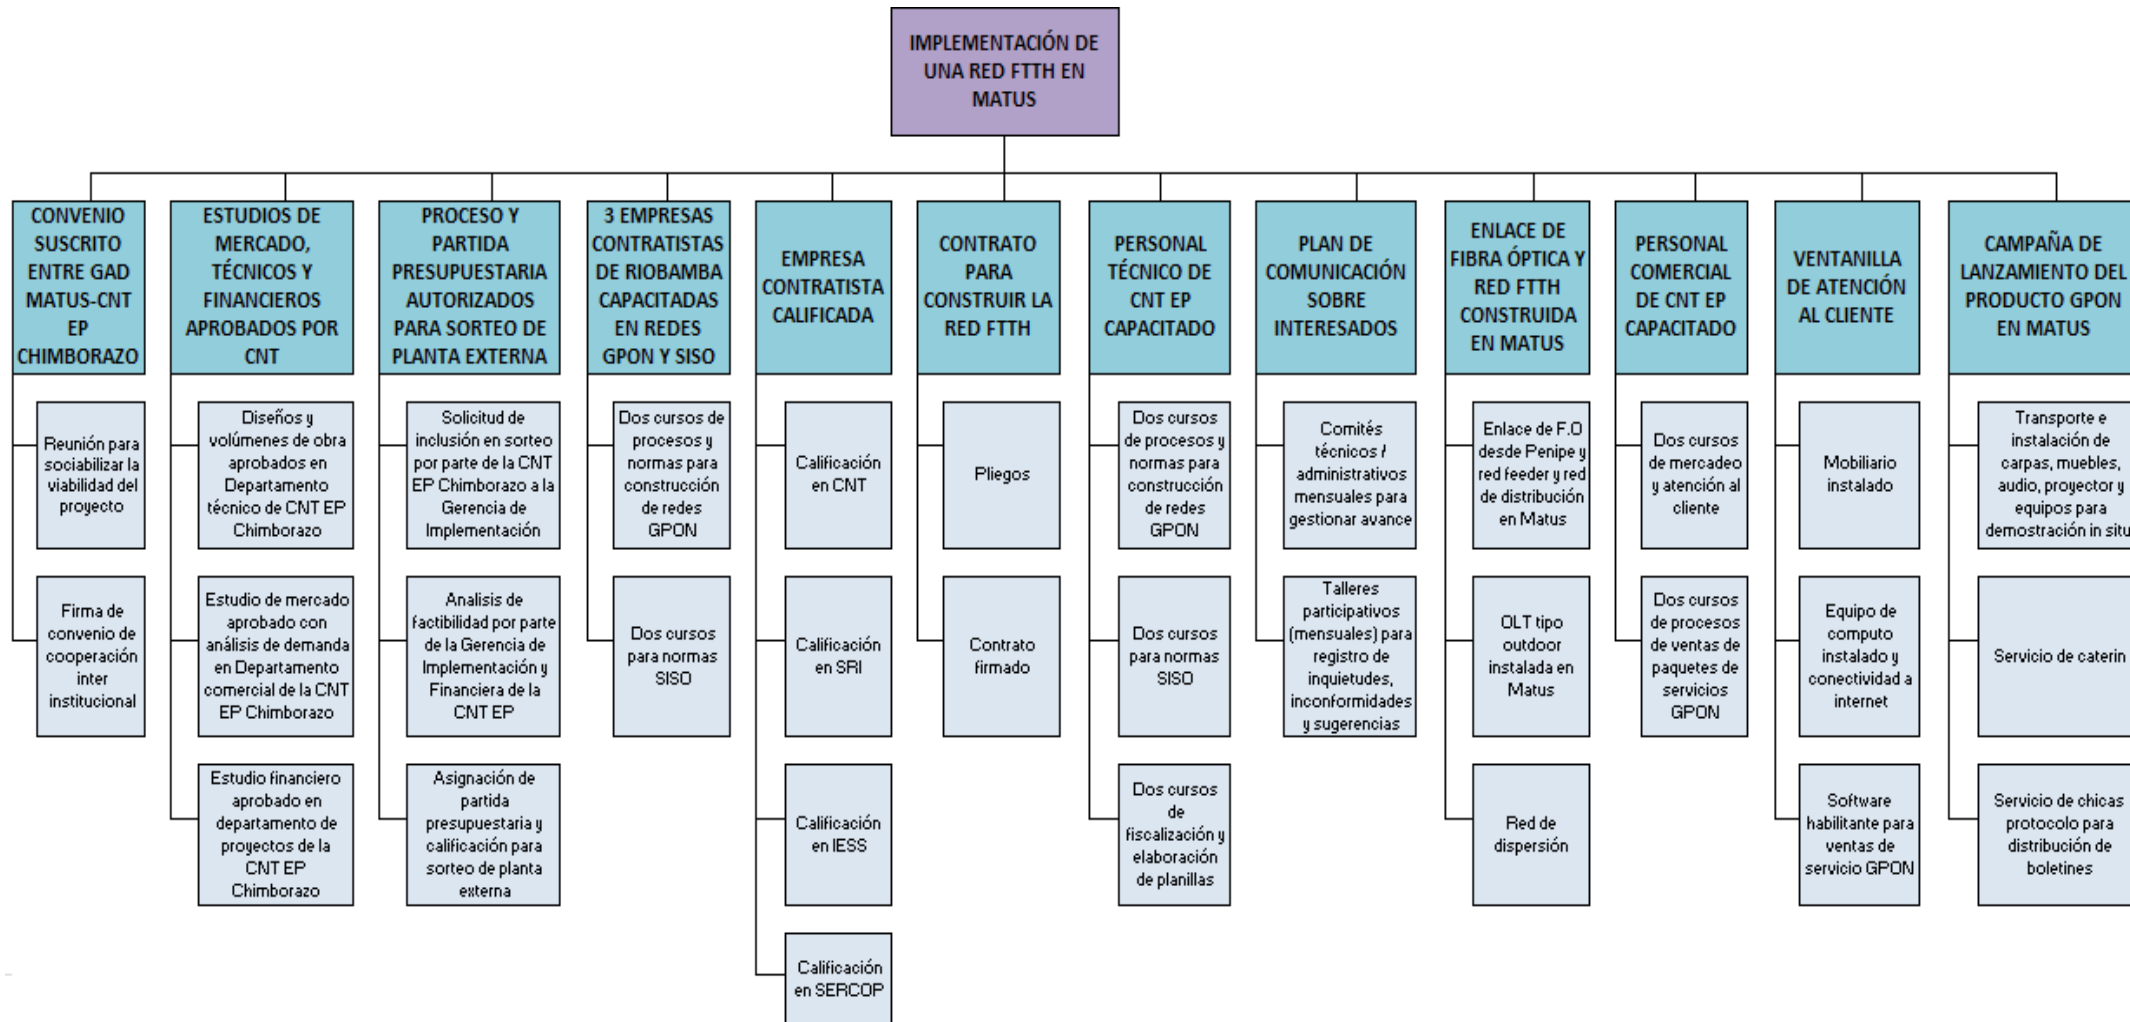 IMPLEMENTACIÓN DE
UNA RED FTTH EN
MATUS
CONVENIO
SUSCRITO
ENTRE GAD
MATUS-CNT
EP
CHIMBORAZO
Reunión para
sociabilizar la
viabilidad del
proyecto
Firma de
convenio de
cooperación
inter
institucional
ESTUDIOS DE
MERCADO,
TÉCNICOS Y
FINANCIEROS
APROBADOS POR
CNT
Diseños y
volúmenes de obra
aprobados en
Departamento
técnico de CNT EP
Chimborazo
Estudio de mercado
aprobado con
análisis de demanda
en Departamento
comercial de la CNT
EP Chimborazo
Estudio financiero
aprobado en
departamento de
proyectos de la
CNT EP
Chimborazo
PROCESO Y
PARTIDA
PRESUPUESTARIA
AUTORIZADOS
PARA SORTEO DE
PLANTA EXTERNA
Solicitud de
inclusión en sorteo
por parte de la CNT
EP Chimborazo a la
Gerencia de
Implementación
Analisis de
factibilidad por parte
de la Gerencia de
Implementación y
Financiera de la
CNT EP
Asignación de
partida
presupuestaria y
calificación para
sorteo de planta
externa
3 EMPRESAS
CONTRATISTAS
DE RIOBAMBA
CAPACITADAS
EN REDES
GPON Y SISO
Dos cursos de
procesos y
normas para
construcción
de redes
GPON
Dos cursos
para normas
SISO
EMPRESA
CONTRATISTA
CALIFICADA
Calificación
en CNT
Calificación
en SRI
Calificación
en IESS
Calificación
en SERCOP
CONTRATO
PARA
CONSTRUIR LA
RED FTTH
Pliegos
Contrato
firmado
PERSONAL
TÉCNICO DE
CNT EP
CAPACITADO
Dos cursos
de procesos y
normas para
construcción
de redes
GPON
Dos cursos
para normas
SISO
Dos cursos
de
fiscalización y
elaboración
de planillas
PLAN DE
COMUNICACIÓN
SOBRE
INTERESADOS
Comités
técnicos /
administrativos
mensuales para
gestionar avance
Talleres
participativos
(mensuales) para
registro de
inquietudes,
inconformidades
y sugerencias
ENLACE DE
FIBRA ÓPTICA Y
RED FTTH
CONSTRUIDA
EN MATUS
Enlace de F.O
desde Penipe y
red feeder y red
de distribución
en Matus
OLT tipo
outdoor
instalada en
Matus
Red de
dispersión
PERSONAL
COMERCIAL
DE CNT EP
CAPACITADO
Dos cursos
de mercadeo
y atención al
cliente
Dos cursos
de procesos
de ventas de
paquetes de
servicios
GPON
VENTANILLA
DE ATENCIÓN
AL CLIENTE
Mobiliario
instalado
Equipo de
computo
instalado y
conectividad a
internet
Software
habilitante para
ventas de
servicio GPON
CAMPAÑA DE
LANZAMIENTO DEL
PRODUCTO GPON
EN MATUS
Transporte e
instalación de
carpas, muebles,
audio, proyector y
equipos para
demostración in situ
Servicio de caterin
Servicio de chicas
protocolo para
distribución de
boletines